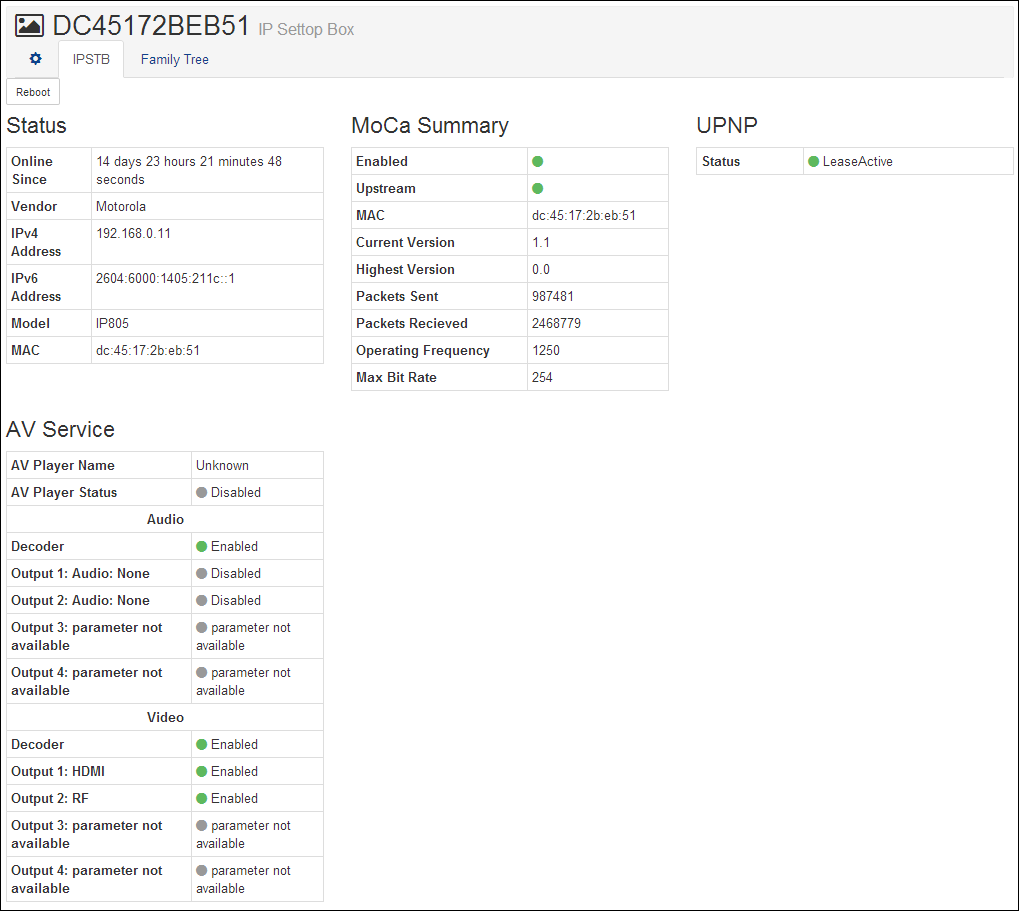 DC45172BEB51 IP Settop Box
IPSTB Family Tree
Reboot
Status
Online Since 14 days 23 hours 21 minutes 48 seconds
Vendor Motorola
IPv4 Address 192.168.0.11
IPv6 Address 2604:6000:1405:211c::1
Model IP805
MAC dc:45:17:2b:eb:51
MoCa Summary
Enabled
Upstream
MAC dc:45:17:2b:eb:51
Current Version 1.1
Highest Version 0.0
Packets Sent 987481
Packets Recieved 2468779
Operating Frequency 1250
Max Bit Rate 254
UPNP
Status LeaseActive
AV Service
AV Player Name Unknown
AV Player Status Disabled
Audio
Decoder Enabled
Output 1: Audio: None Disabled
Output 2: Audio: None Disabled
Output 3: parameter not available parameter not available
Output 4: parameter not available parameter not available
Video
Decoder Enabled
Output 1: HDMI Enabled
Output 2: RF Enabled
Output 3: parameter not available parameter not available
Output 4: parameter not available parameter not available